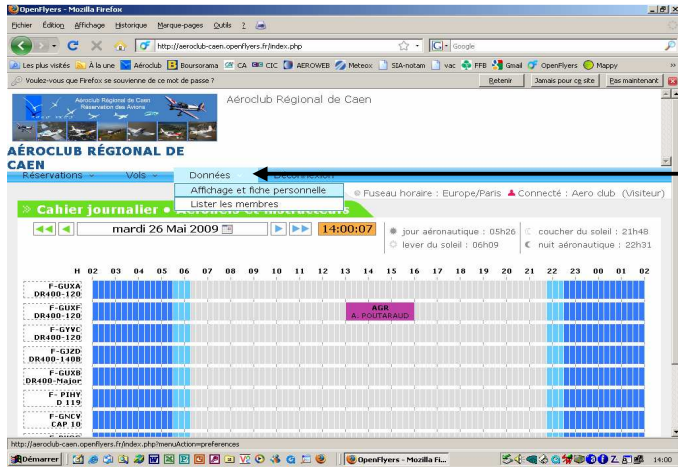 OpenFlyers - Mozilla Firefox
Fichier Édition Affichage Historique Marque-pages Outils ?
http://aeroclub-caen.openflyers.fr/index.php
Google
Les plus visités À la une Aéroclub Boursorama CA CIC AEROWEB Meteox SIA-notam vac FFB Gmail OpenFlyers Mappy
Voulez-vous que Firefox se souvienne de ce mot de passe ? Retenir Jamais pour ce site Pas maintenant
Aéroclub Régional de Caen
Réservation des Avions
Aéroclub Régional de Caen
AÉROCLUB RÉGIONAL DE
CAEN
Réservations Vols Données Déconnexion
Affichage et fiche personnelle
Lister les membres
Fuseau horaire : Europe/Paris Connecté : Aero club (Visiteur)
» Cahier journalier • Aéronefs et instructeurs
mardi 26 Mai 2009 14:00:07
jour aéronautique : 05h26 coucher du soleil : 21h48
lever du soleil : 06h09 nuit aéronautique : 22h31
H 02 03 04 05 06 07 08 09 10 11 12 13 14 15 16 17 18 19 20 21 22 23 00 01 02
F-GUXA
DR400-120
F-GUXF
DR400-120
AGR
A. POUTARAUD
F-GYVC
DR400-120
F-GJZD
DR400-140B
F-GUXB
DR400-Major
F- PIHY
D 119
F-GNCV
CAP 10
http://aeroclub-caen.openflyers.fr/index.php?menuAction=preferences
Démarrer OpenFlyers - Mozilla Fi... 14:00